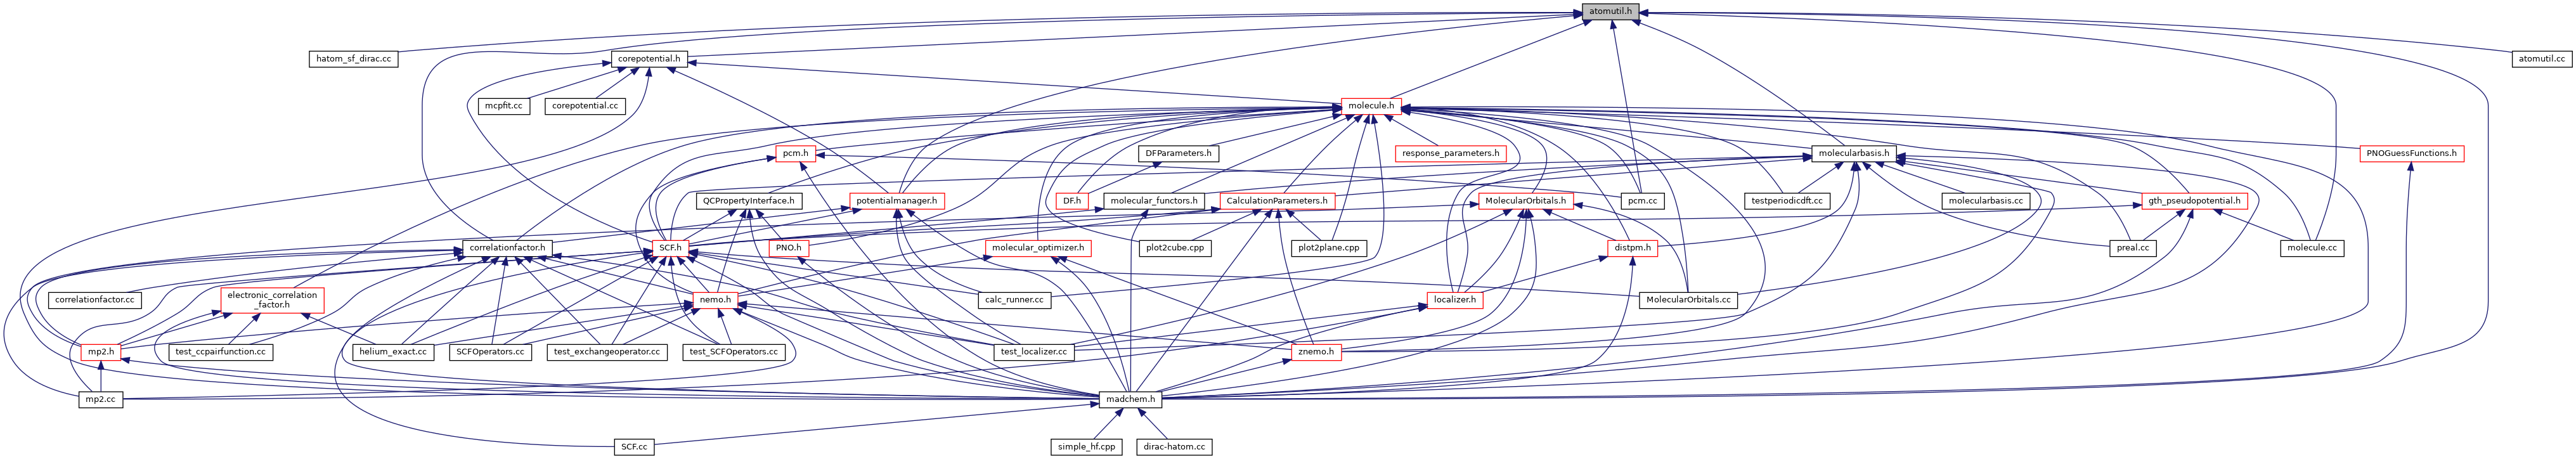 atomutil.h
hatom_sf_dirac.cc
corepotential.h
atomutil.cc
mcpfit.cc
corepotential.cc
molecule.h
pcm.h
DFParameters.h
response_parameters.h
molecularbasis.h
PNOGuessFunctions.h
QCPropertyInterface.h
potentialmanager.h
DF.h
molecular_functors.h
CalculationParameters.h
MolecularOrbitals.h
pcm.cc
testperiodicdft.cc
molecularbasis.cc
gth_pseudopotential.h
correlationfactor.h
SCF.h
PNO.h
molecular_optimizer.h
plot2cube.cpp
plot2plane.cpp
distpm.h
preal.cc
molecule.cc
correlationfactor.cc
electronic_correlation
_factor.h
nemo.h
calc_runner.cc
localizer.h
MolecularOrbitals.cc
mp2.h
test_ccpairfunction.cc
helium_exact.cc
SCFOperators.cc
test_exchangeoperator.cc
test_SCFOperators.cc
test_localizer.cc
znemo.h
mp2.cc
madchem.h
SCF.cc
simple_hf.cpp
dirac-hatom.cc